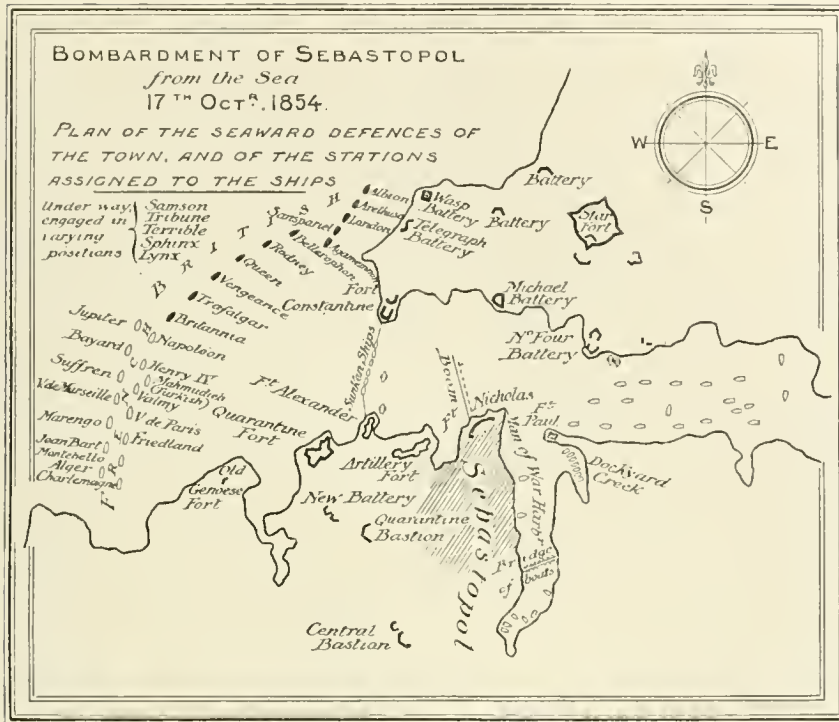 BOMBARDMENT OF SEBASTOPOL
from the Sea
17TH OCTR. 1854.
PLAN OF THE SEAWARD DEFENCES OF
THE TOWN, AND OF THE STATIONS
ASSIGNED TO THE SHIPS
Under way, engaged in varying positions
Samson
Tribune
Terrible
Sphinx
Lynx
BRITISH
Albion
Arethusa
London
Sanspareil
Agamemnon
Bellerophon
Rodney
Queen
Vengeance
Trafalgar
Britannia
Wasp
Battery
Telegraph
Battery
Battery
Battery
Star
Fort
N
W
E
S
Fort
Constantine
Michael
Battery
No Four
Battery
Sunken Ships
Boom
FR
Jupiter
Napoleon
Bayard
Henry IV
Suffren
Mahmudieh
(Turkish)
V. de Marseille
Valmy
Marengo
V de Paris
Jean Bart
Friedland
Montebello
Alger
Charlemagne
Ft Alexander
Quarantine
Fort
Artillery
Fort
Ft Nicholas
Ft
Paul
Man of War Harbr
Dockyard
Creek
Old
Genoese
Fort
New Battery
Quarantine
Bastion
Sebastopol
Bridge
of boats
Central
Bastion